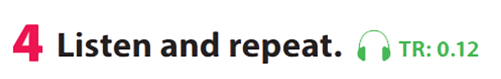 4 Listen and repeat. TR: 0.12